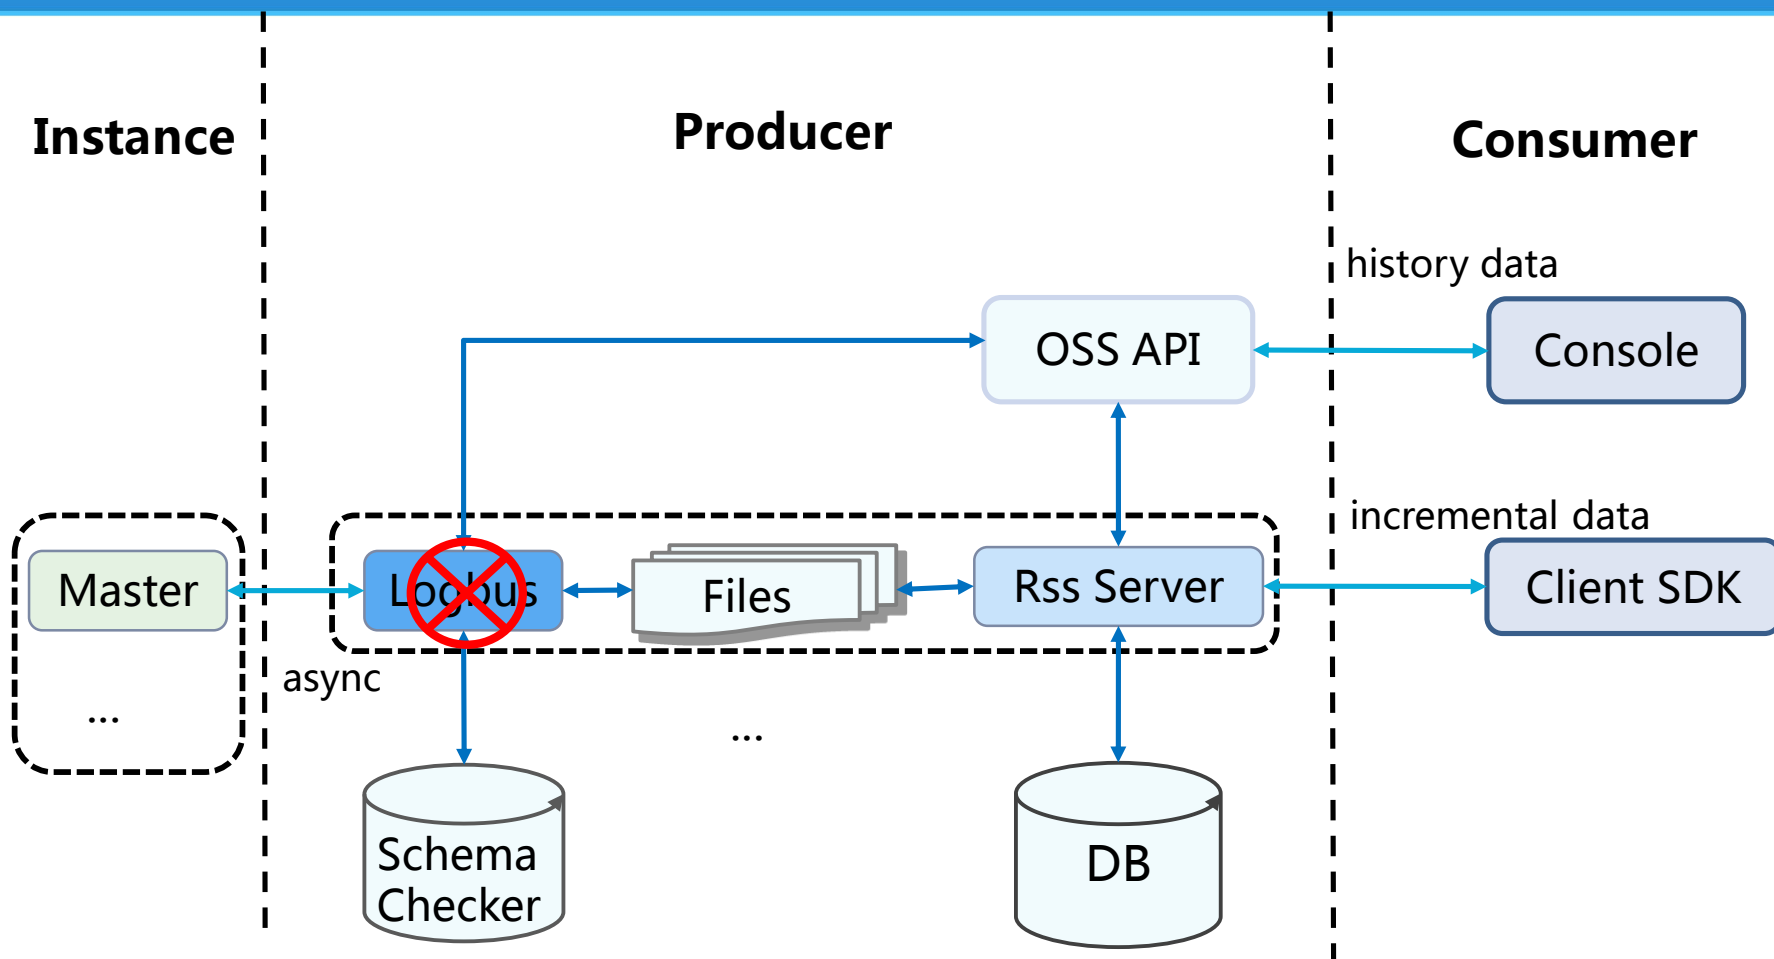 Instance
Producer
Consumer
history data
OSS API
Console
incremental data
Master
Logbus
Files
Rss Server
Client SDK
async
...
...
Schema
Checker
DB